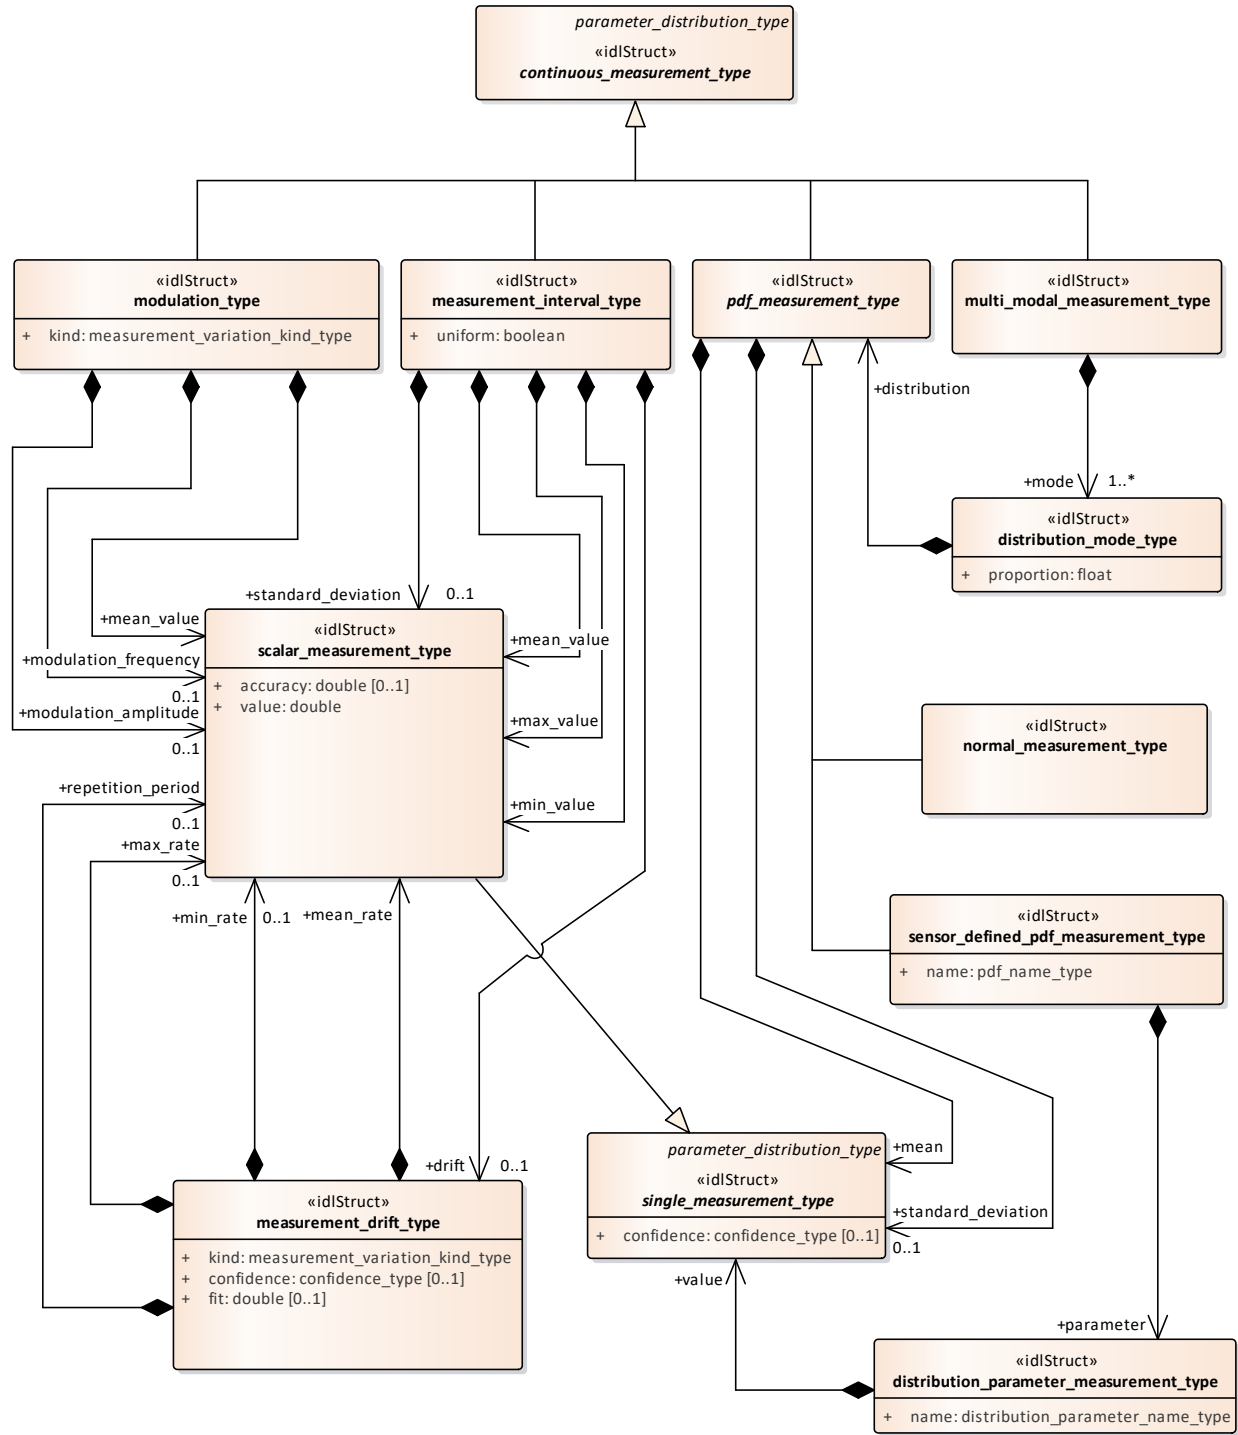 parameter_distribution_type
«idlStruct»
continuous_measurement_type
«idlStruct»
modulation_type
+ kind: measurement_variation_kind_type
«idlStruct»
measurement_interval_type
+ uniform: boolean
«idlStruct»
pdf_measurement_type
«idlStruct»
multi_modal_measurement_type
+distribution
+mode 1..*
«idlStruct»
distribution_mode_type
+ proportion: float
+standard_deviation 0..1
+mean_value
+modulation_frequency
0..1
+modulation_amplitude
0..1
«idlStruct»
scalar_measurement_type
+ accuracy: double [0..1]
+ value: double
+mean_value
+max_value
+min_value
+repetition_period
0..1
+max_rate
0..1
+min_rate 0..1 +mean_rate
«idlStruct»
normal_measurement_type
«idlStruct»
sensor_defined_pdf_measurement_type
+ name: pdf_name_type
+drift 0..1
«idlStruct»
measurement_drift_type
+ kind: measurement_variation_kind_type
+ confidence: confidence_type [0..1]
+ fit: double [0..1]
parameter_distribution_type
«idlStruct»
single_measurement_type
+ confidence: confidence_type [0..1]
+mean
+standard_deviation
0..1
+value
+parameter
«idlStruct»
distribution_parameter_measurement_type
+ name: distribution_parameter_name_type